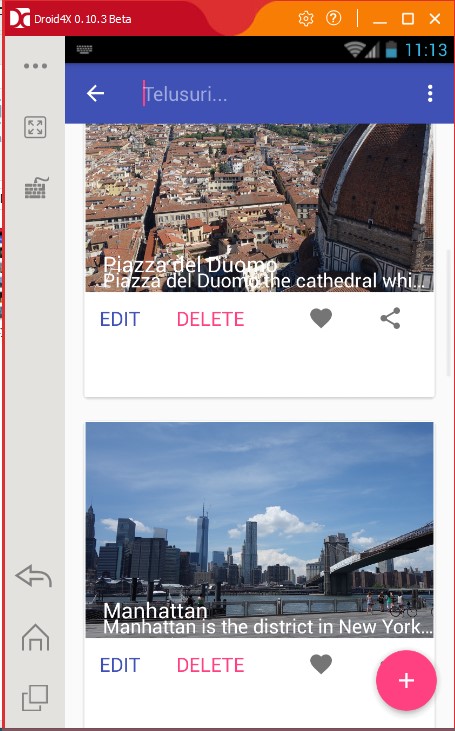 Droid4X 0.10.3 Beta
11:13
Telusuri...
Piazza del Duomo
Piazza del Duomo the cathedral whi...
EDIT DELETE
Manhattan
Manhattan is the district in New York...
EDIT DELETE